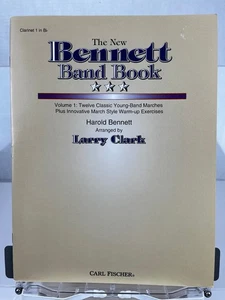 Clarinet 1 in Bb
The New
Bennett
Band Book
Volume 1: Twelve Classic Young-Band Marches
Plus Innovative March Style Warm-up Exercises
Harold Bennett
Arranged by
Larry Clark
CARL FISCHER